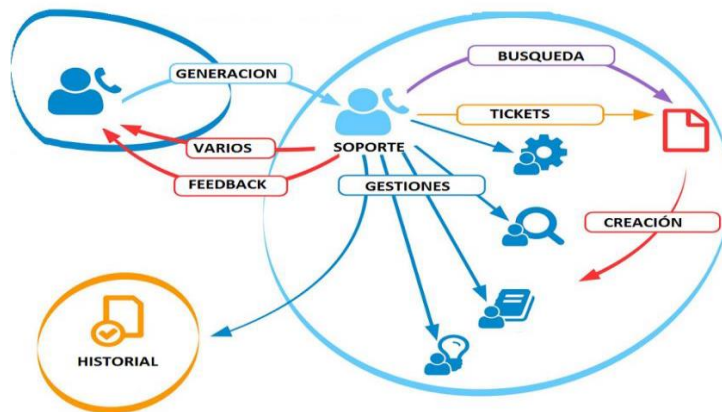 BUSQUEDA
GENERACION
TICKETS
VARIOS
SOPORTE
FEEDBACK
GESTIONES
CREACIÓN
HISTORIAL